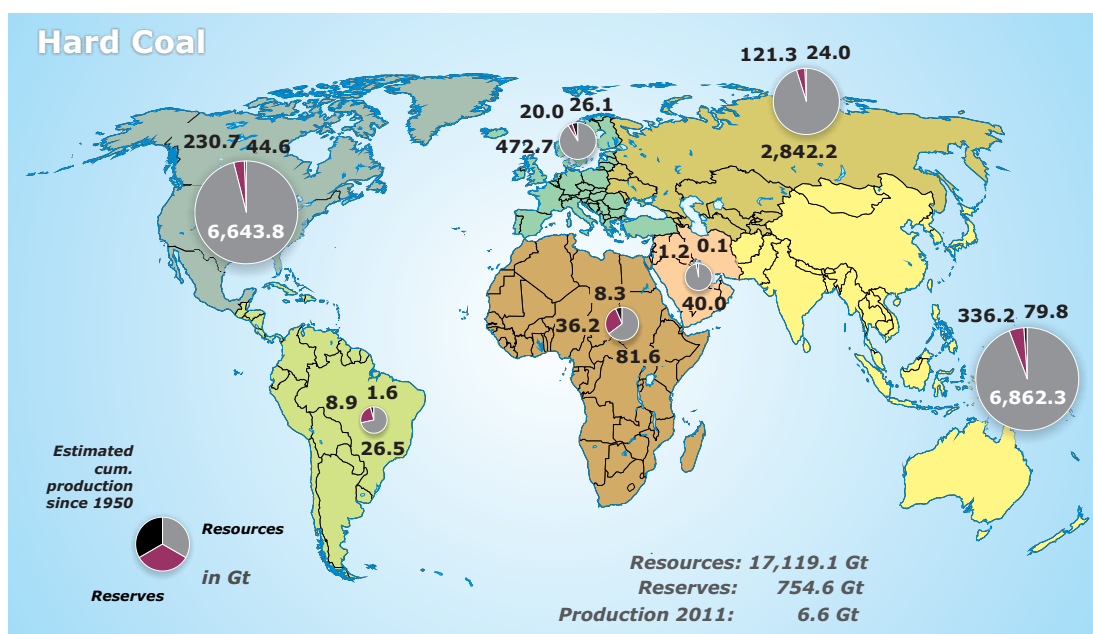 Hard Coal
121.3 24.0
20.0 26.1
230.7 44.6
472.7
2,842.2
6,643.8
1.2 0.1
8.3
40.0
336.2 79.8
36.2
81.6
8.9 1.6
6,862.3
26.5
Estimated
cum.
production
since 1950
Resources
in Gt
Reserves
Resources: 17,119.1 Gt
Reserves: 754.6 Gt
Production 2011: 6.6 Gt